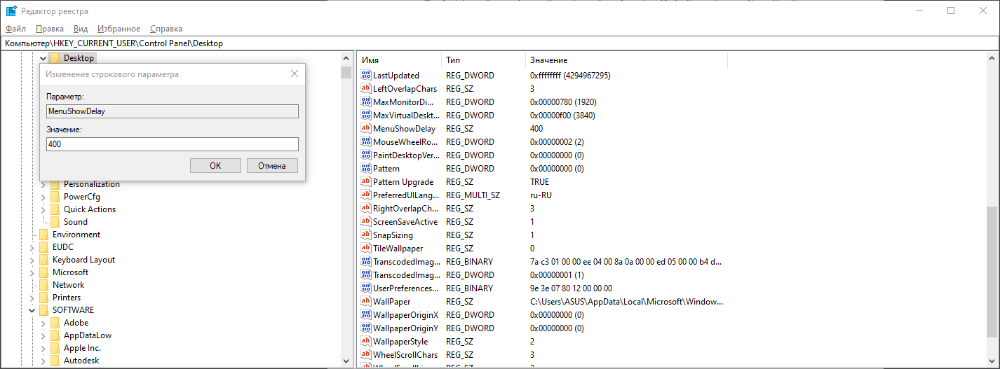 Редактор реестра
Файл Правка Вид Избранное Справка
Компьютер\HKEY_CURRENT_USER\Control Panel\Desktop
Desktop
Изменение строкового параметра
Параметр:
MenuShowDelay
Значение:
400
OK Отмена
Personalization
PowerCfg
Quick Actions
Sound
Environment
EUDC
Keyboard Layout
Microsoft
Network
Printers
SOFTWARE
Adobe
AppDataLow
Apple Inc.
Autodesk
Имя Тип Значение
LastUpdated REG_DWORD 0xffffffff (4294967295)
LeftOverlapChars REG_SZ 3
MaxMonitorDi... REG_DWORD 0x00000780 (1920)
MaxVirtualDeskt... REG_DWORD 0x00000f00 (3840)
MenuShowDelay REG_SZ 400
MouseWheelRo... REG_DWORD 0x00000002 (2)
PaintDesktopVer... REG_DWORD 0x00000000 (0)
Pattern REG_DWORD 0x00000000 (0)
Pattern Upgrade REG_SZ TRUE
PreferredUILang... REG_MULTI_SZ ru-RU
RightOverlapCh... REG_SZ 3
ScreenSaveActive REG_SZ 1
SnapSizing REG_SZ 1
TileWallpaper REG_SZ 0
TranscodedImag... REG_BINARY 7a c3 01 00 00 ee 04 00 8a 0a 00 00 ed 05 00 00 b4 d...
TranscodedImag... REG_DWORD 0x00000001 (1)
UserPreferences... REG_BINARY 9e 3e 07 80 12 00 00 00
WallPaper REG_SZ C:\Users\ASUS\AppData\Local\Microsoft\Window...
WallpaperOriginX REG_DWORD 0x00000000 (0)
WallpaperOriginY REG_DWORD 0x00000000 (0)
WallpaperStyle REG_SZ 2
WheelScrollChars REG_SZ 3